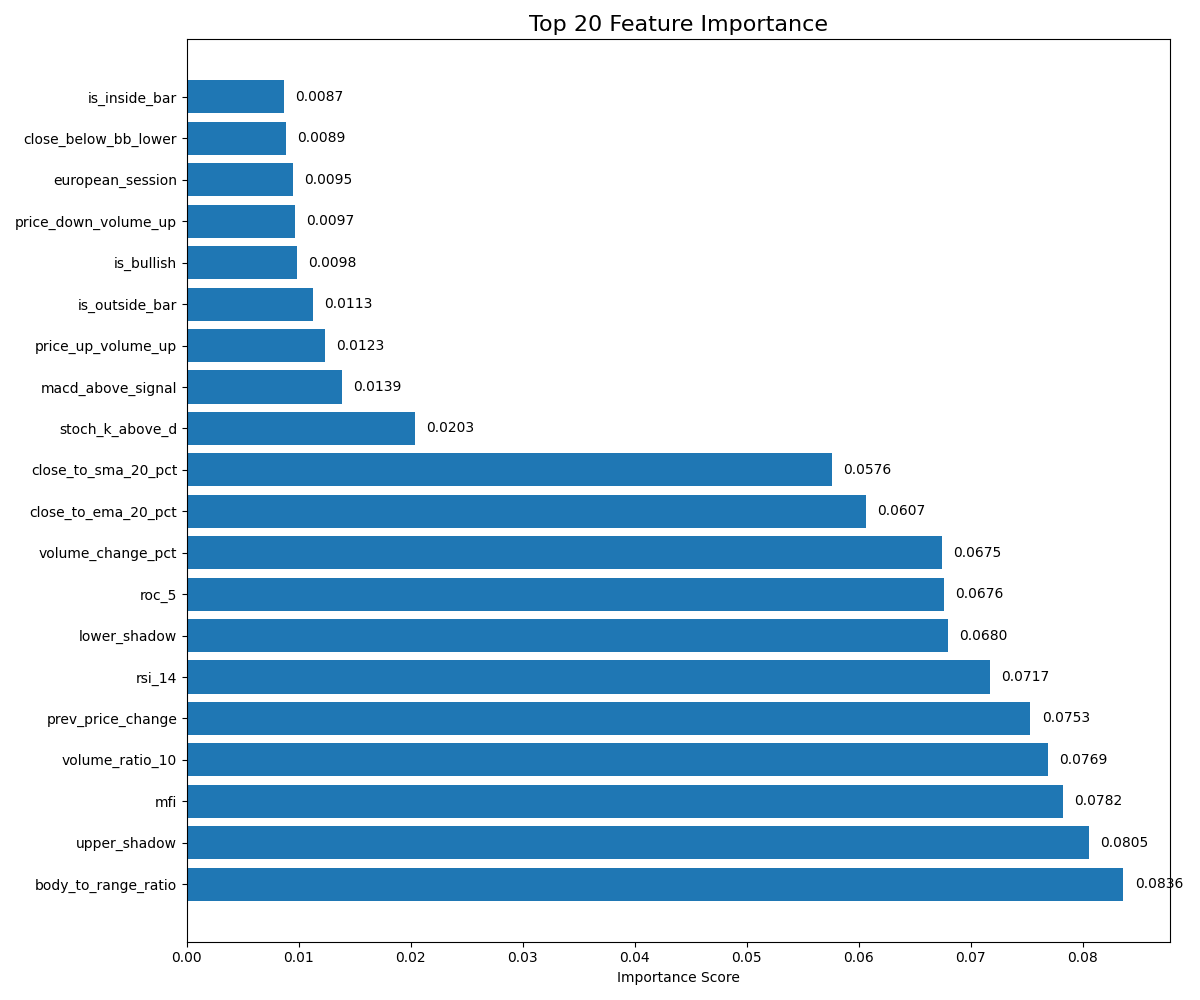 Top 20 Feature Importance
is_inside_bar 0.0087
close_below_bb_lower 0.0089
european_session 0.0095
price_down_volume_up 0.0097
is_bullish 0.0098
is_outside_bar 0.0113
price_up_volume_up 0.0123
macd_above_signal 0.0139
stoch_k_above_d 0.0203
close_to_sma_20_pct 0.0576
close_to_ema_20_pct 0.0607
volume_change_pct 0.0675
roc_5 0.0676
lower_shadow 0.0680
rsi_14 0.0717
prev_price_change 0.0753
volume_ratio_10 0.0769
mfi 0.0782
upper_shadow 0.0805
body_to_range_ratio 0.0836
0.00 0.01 0.02 0.03 0.04 0.05 0.06 0.07 0.08
Importance Score